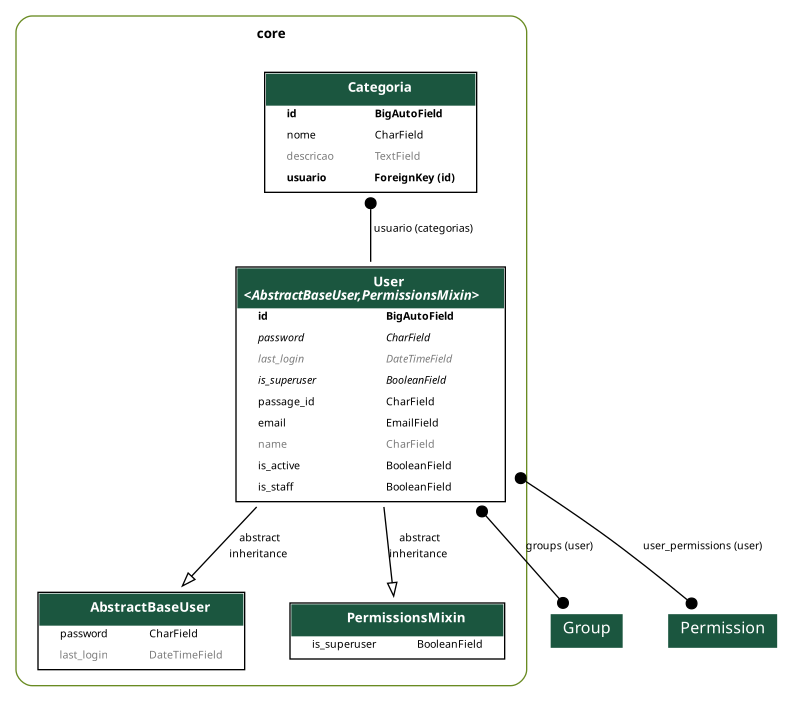 core
Categoria
id BigAutoField
nome CharField
descricao TextField
usuario ForeignKey (id)
usuario (categorias)
User
<AbstractBaseUser,PermissionsMixin>
id BigAutoField
password CharField
last_login DateTimeField
is_superuser BooleanField
passage_id CharField
email EmailField
name CharField
is_active BooleanField
is_staff BooleanField
abstract
inheritance
abstract
inheritance
groups (user)
user_permissions (user)
AbstractBaseUser
password CharField
last_login DateTimeField
PermissionsMixin
is_superuser BooleanField
Group
Permission